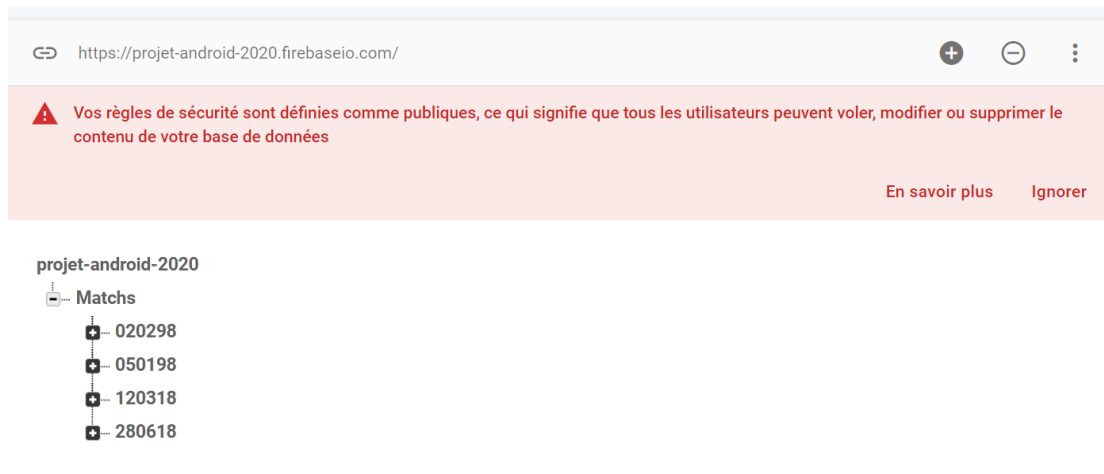 https://projet-android-2020.firebaseio.com/
Vos règles de sécurité sont définies comme publiques, ce qui signifie que tous les utilisateurs peuvent voler, modifier ou supprimer le
contenu de votre base de données
En savoir plus Ignorer
projet-android-2020
Matchs
020298
050198
120318
280618